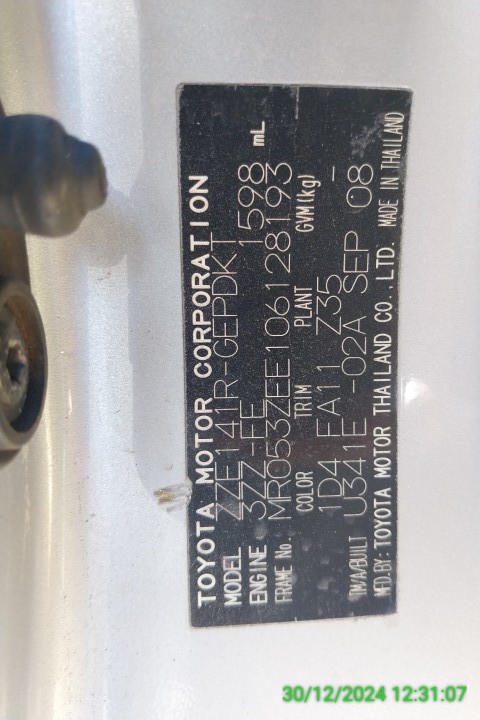 TOYOTA MOTOR CORPORATION
MODEL ZZE141R-GEPDKT
ENGINE 3ZZ-FE 1598 mL
FRAME No. MR053ZEE106128193
COLOR TRIM PLANT GVM(kg)
1D4 FA11 Z35 -
TM/A/BUILT U341E -02A SEP 08
MFD.BY: TOYOTA MOTOR THAILAND CO.,LTD. MADE IN THAILAND
30/12/2024 12:31:07